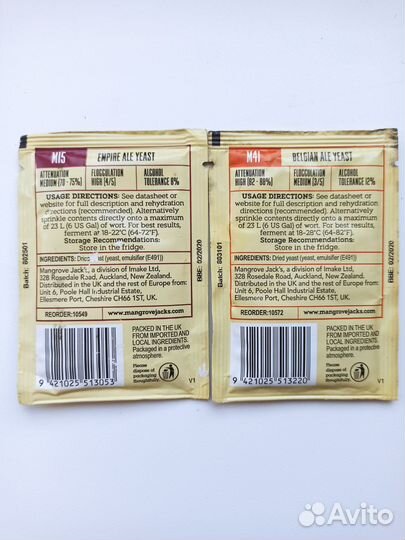 M15
EMPIRE ALE YEAST
ATTENUATION
MEDIUM (70 - 75%)
FLOCCULATION
HIGH (4/5)
ALCOHOL
TOLERANCE 8%
USAGE DIRECTIONS: See datasheet or
website for full description and rehydration
directions (recommended). Alternatively
sprinkle contents directly onto a maximum
of 23 L (6 US Gal) of wort. For best results,
ferment at 18-22°C (64-72°F).
Storage Recommendations:
Store in the fridge.
INGREDIENTS: Dried yeast (yeast, emulsifier (E491))
Mangrove Jack's, a division of Imake Ltd,
328 Rosedale Road, Auckland, New Zealand.
Distributed in the UK and the rest of Europe from:
Unit 6, Poole Hall Industrial Estate,
Ellesmere Port, Cheshire CH66 1ST, UK.
REORDER:10549
www.mangrovejacks.com
PACKED IN THE UK
FROM IMPORTED AND
LOCAL INGREDIENTS.
Packaged in a protective
atmosphere.
Please
dispose of
packaging
thoughtfully.
9 421025 513053
V1
BBE: 02/2020
M41
BELGIAN ALE YEAST
ATTENUATION
HIGH (82 - 88%)
FLOCCULATION
MEDIUM (3/5)
ALCOHOL
TOLERANCE 12%
USAGE DIRECTIONS: See datasheet or
website for full description and rehydration
directions (recommended). Alternatively
sprinkle contents directly onto a maximum
of 23 L (6 US Gal) of wort. For best results,
ferment at 18-28°C (64-82°F).
Storage Recommendations:
Store in the fridge.
INGREDIENTS: Dried yeast (yeast, emulsifier (E491))
Mangrove Jack's, a division of Imake Ltd,
328 Rosedale Road, Auckland, New Zealand.
Distributed in the UK and the rest of Europe from:
Unit 6, Poole Hall Industrial Estate,
Ellesmere Port, Cheshire CH66 1ST, UK.
REORDER:10572
www.mangrovejacks.com
PACKED IN THE UK
FROM IMPORTED AND
LOCAL INGREDIENTS.
Packaged in a protective
atmosphere.
Please
dispose of
packaging
thoughtfully.
9 421025 513220
V1
Batch:
BBE: 02/2020
Batch:
Avito